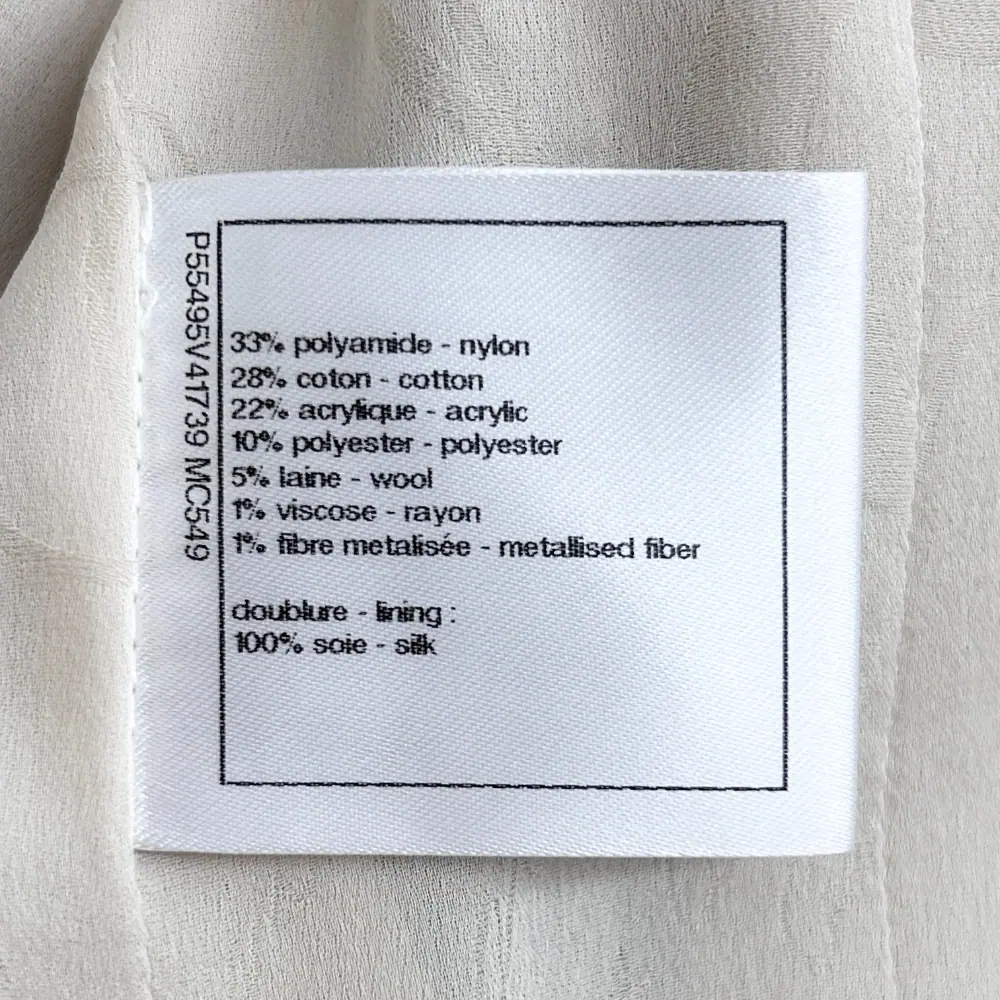 P55495V41739 MC549
33% polyamide - nylon
28% coton - cotton
22% acrylique - acrylic
10% polyester - polyester
5% laine - wool
1% viscose - rayon
1% fibre metalisée - metallised fiber
doublure - lining :
100% soie - silk